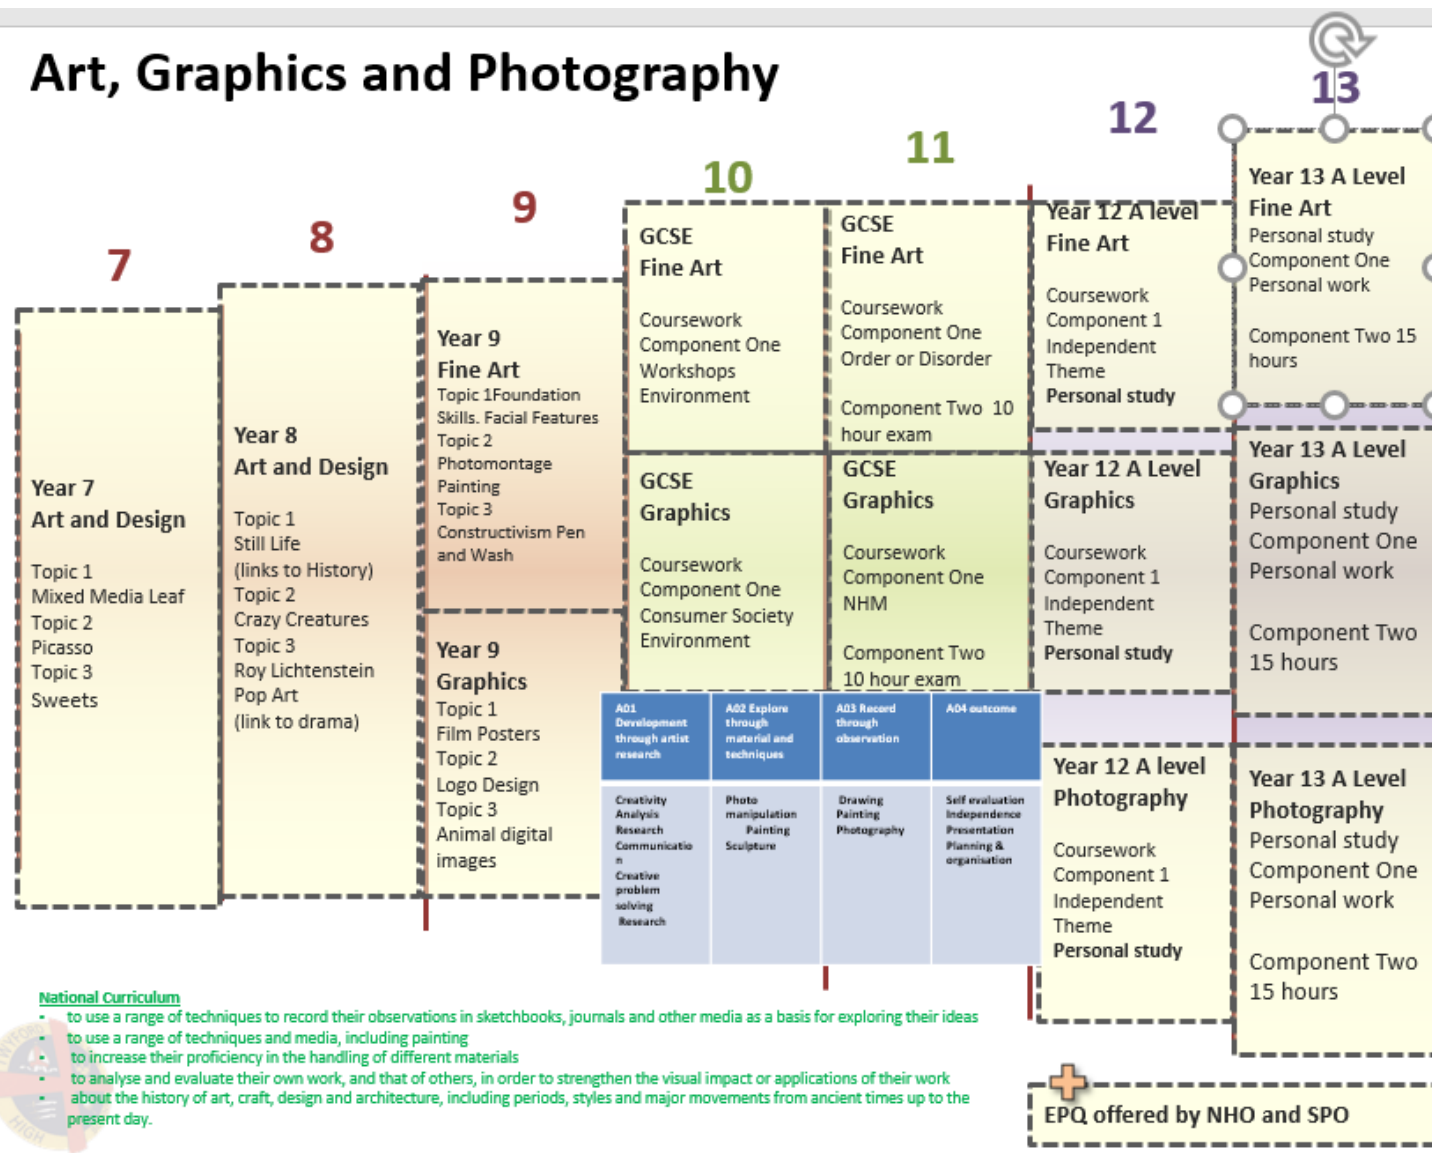 Art, Graphics and Photography
7
8
9
10
11
12
13
Year 7
Art and Design
Topic 1
Mixed Media Leaf
Topic 2
Picasso
Topic 3
Sweets
Year 8
Art and Design
Topic 1
Still Life
(links to History)
Topic 2
Crazy Creatures
Topic 3
Roy Lichtenstein
Pop Art
(link to drama)
Year 9
Fine Art
Topic 1Foundation
Skills. Facial Features
Topic 2
Photomontage
Painting
Topic 3
Constructivism Pen
and Wash
Year 9
Graphics
Topic 1
Film Posters
Topic 2
Logo Design
Topic 3
Animal digital
images
GCSE
Fine Art
Coursework
Component One
Workshops
Environment
GCSE
Graphics
Coursework
Component One
Consumer Society
Environment
GCSE
Fine Art
Coursework
Component One
Order or Disorder
Component Two 10
hour exam
GCSE
Graphics
Coursework
Component One
NHM
Component Two
10 hour exam
Year 12 A level
Fine Art
Coursework
Component 1
Independent
Theme
Personal study
Year 12 A Level
Graphics
Coursework
Component 1
Independent
Theme
Personal study
Year 12 A level
Photography
Coursework
Component 1
Independent
Theme
Personal study
Year 13 A Level
Fine Art
Personal study
Component One
Personal work
Component Two 15
hours
Year 13 A Level
Graphics
Personal study
Component One
Personal work
Component Two
15 hours
Year 13 A Level
Photography
Personal study
Component One
Personal work
Component Two
15 hours
A01
Development
through artist
research
A02 Explore
through
material and
techniques
A03 Record
through
observation
A04 outcome
Creativity
Analysis
Research
Communicatio
n
Creative
problem
solving
Research
Photo
manipulation
Painting
Sculpture
Drawing
Painting
Photography
Self evaluation
Independence
Presentation
Planning &
organisation
National Curriculum
• to use a range of techniques to record their observations in sketchbooks, journals and other media as a basis for exploring their ideas
• to use a range of techniques and media, including painting
• to increase their proficiency in the handling of different materials
• to analyse and evaluate their own work, and that of others, in order to strengthen the visual impact or applications of their work
• about the history of art, craft, design and architecture, including periods, styles and major movements from ancient times up to the
present day.
HIGH
EPQ offered by NHO and SPO